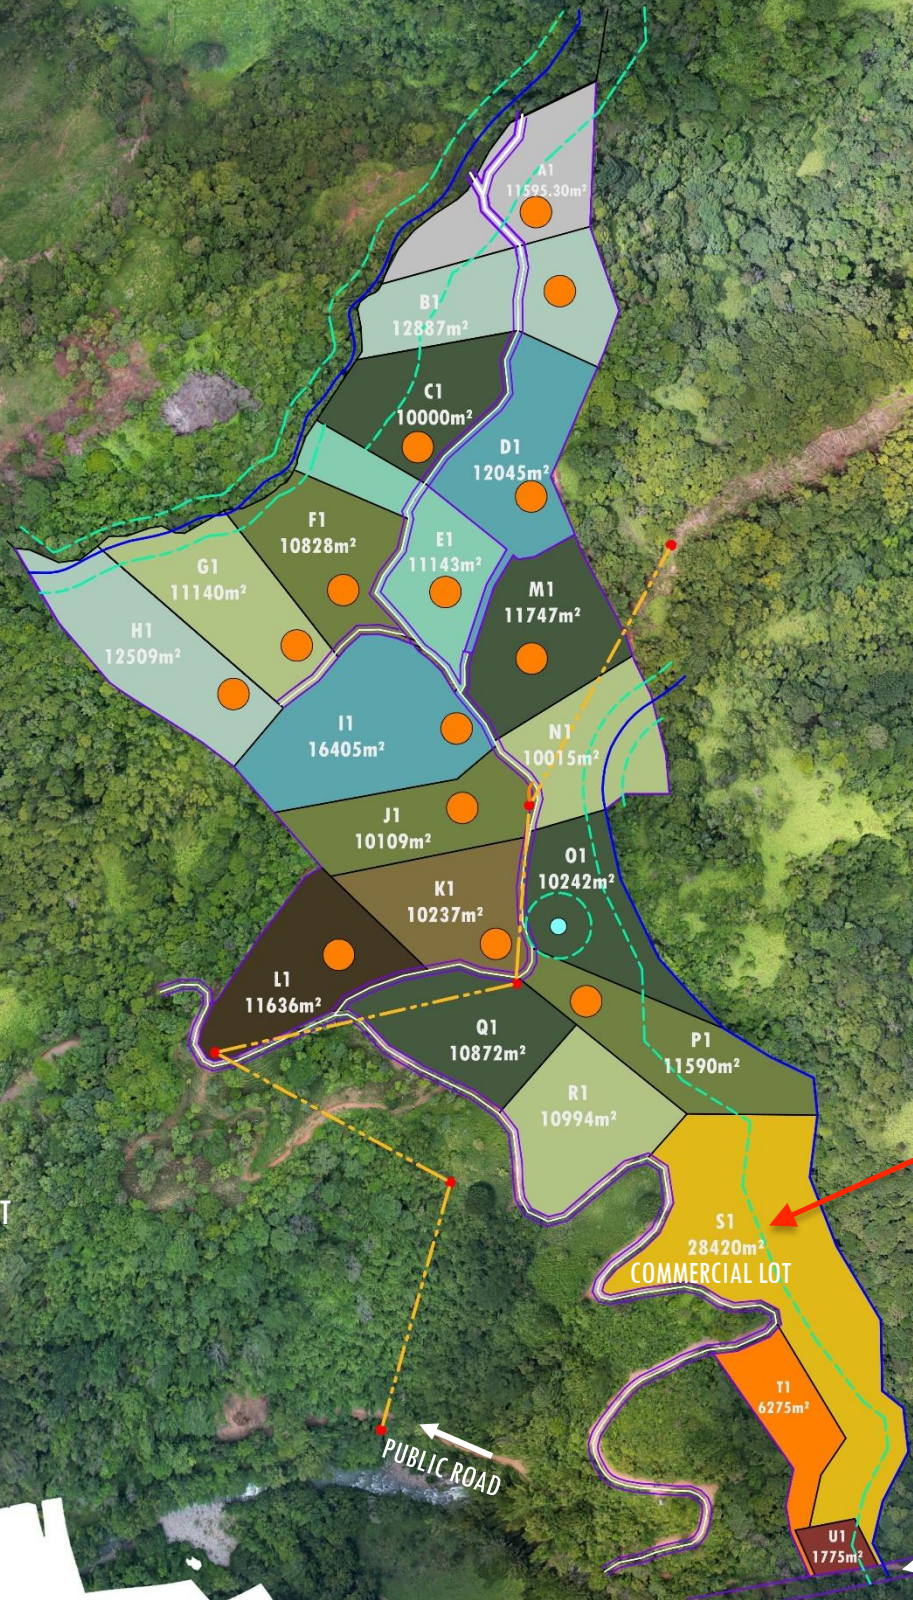 A1
11595.30m²
B1
12887m²
C1
10000m²
D1
12045m²
F1
10828m²
E1
11143m²
G1
11140m²
M1
11747m²
H1
12509m²
I1
16405m²
N1
10015m²
J1
10109m²
O1
10242m²
K1
10237m²
L1
11636m²
Q1
10872m²
P1
11590m²
R1
10994m²
T
S1
28420m²
COMMERCIAL LOT
T1
6275m²
PUBLIC ROAD
U1
1775m²